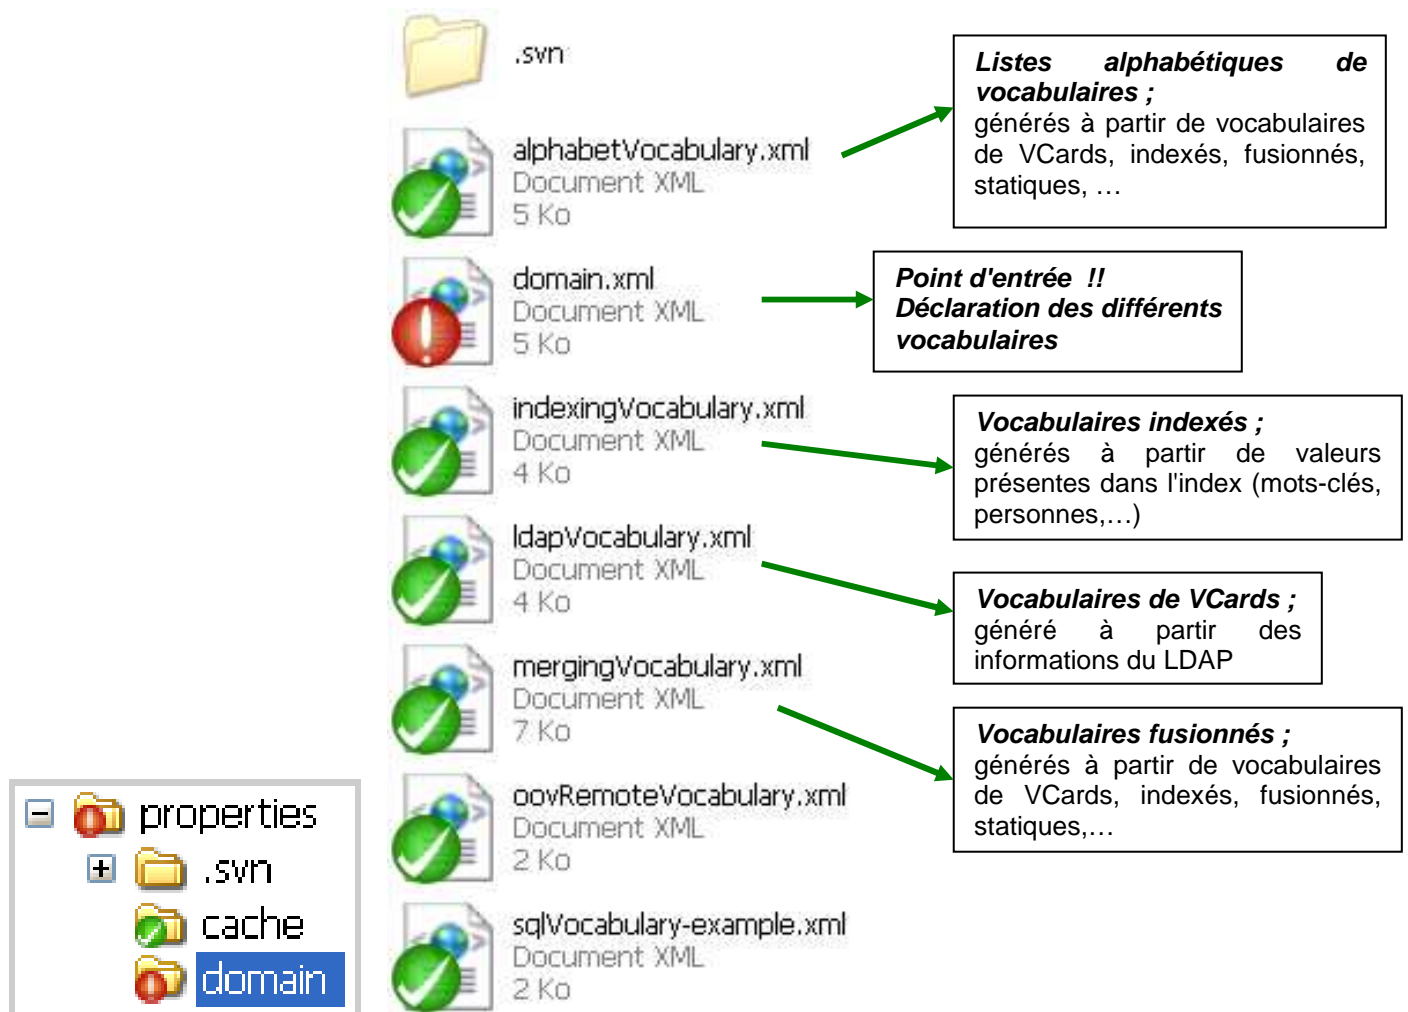 .svn
alphabetVocabulary.xml
Document XML
5 Ko
Listes alphabétiques de
vocabulaires ;
générés à partir de vocabulaires
de VCards, indexés, fusionnés,
statiques, …
domain.xml
Document XML
5 Ko
Point d'entrée !!
Déclaration des différents
vocabulaires
indexingVocabulary.xml
Document XML
4 Ko
Vocabulaires indexés ;
générés à partir de valeurs
présentes dans l'index (mots-clés,
personnes,…)
ldapVocabulary.xml
Document XML
4 Ko
Vocabulaires de VCards ;
généré à partir des
informations du LDAP
mergingVocabulary.xml
Document XML
7 Ko
Vocabulaires fusionnés ;
générés à partir de vocabulaires
de VCards, indexés, fusionnés,
statiques,…
oovRemoteVocabulary.xml
Document XML
2 Ko
sqlVocabulary-example.xml
Document XML
2 Ko
properties
.svn
cache
domain